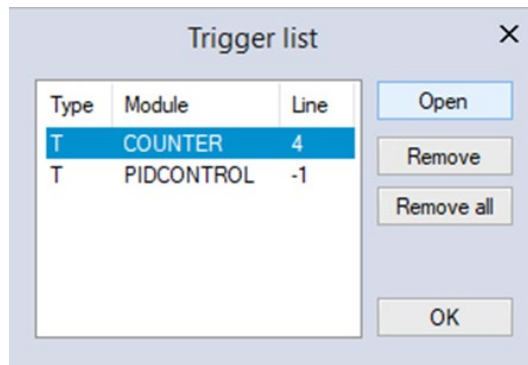 Trigger list
Type Module Line
T COUNTER 4
T PIDCONTROL -1
Open
Remove
Remove all
OK